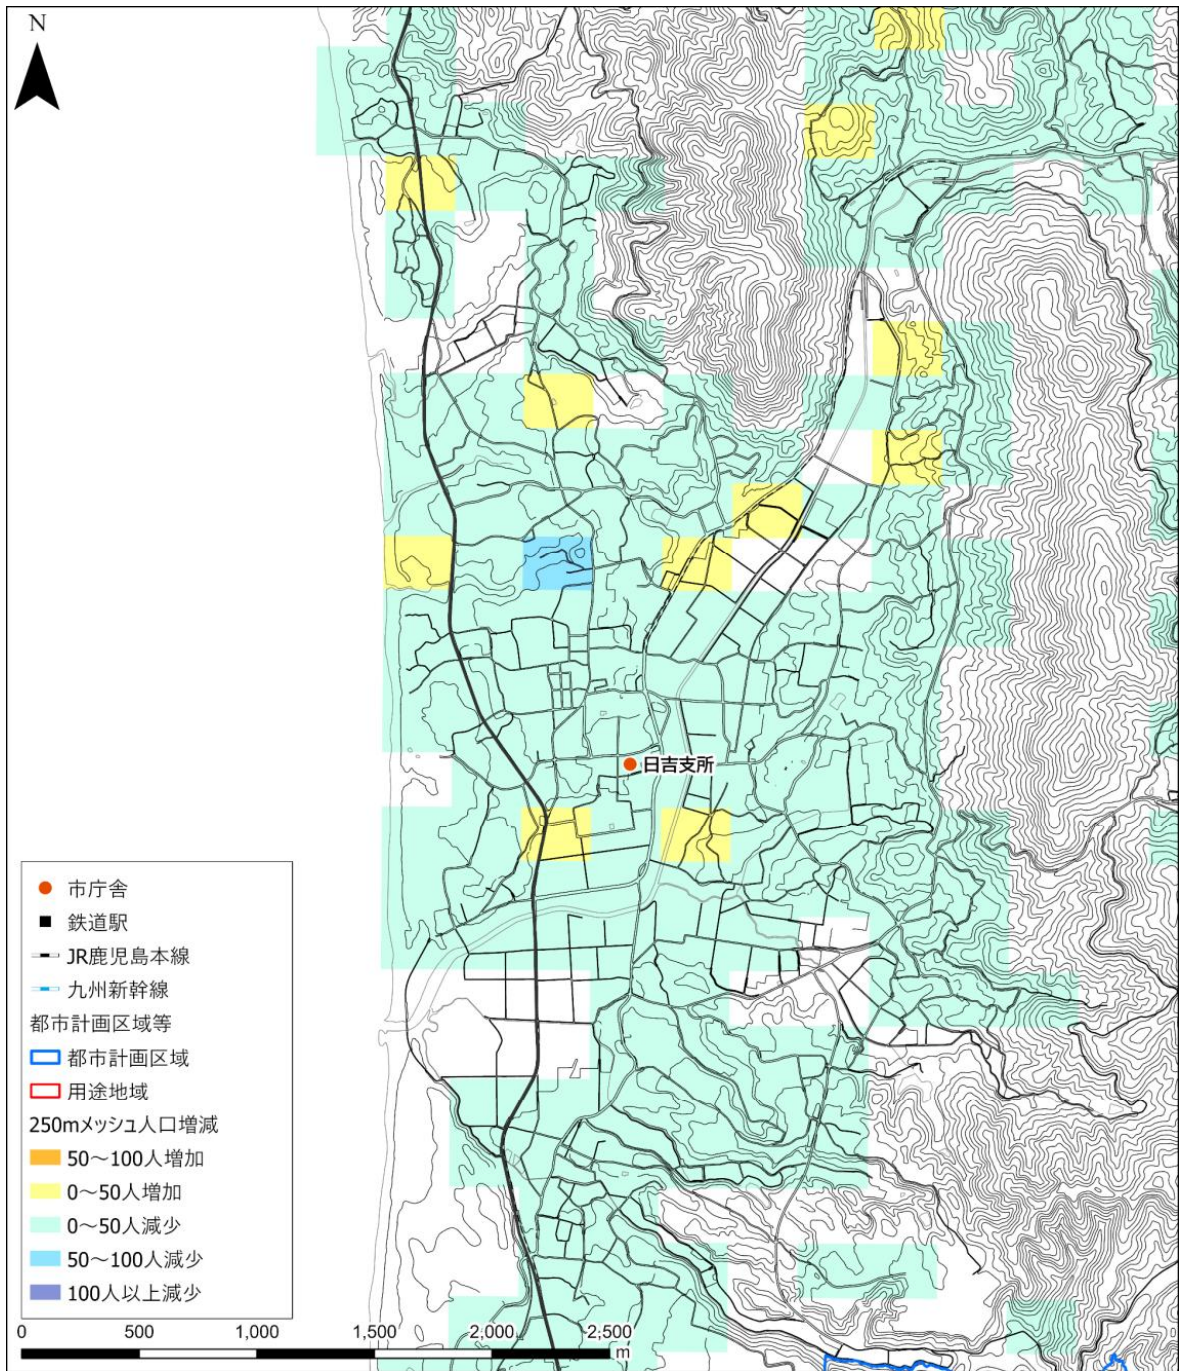 N
日吉支所
市庁舎
鉄道駅
JR鹿児島本線
九州新幹線
都市計画区域等
都市計画区域
用途地域
250mメッシュ人口増減
50～100人増加
0～50人増加
0～50人減少
50～100人減少
100人以上減少
0 500 1,000 1,500 2,000 2,500
m